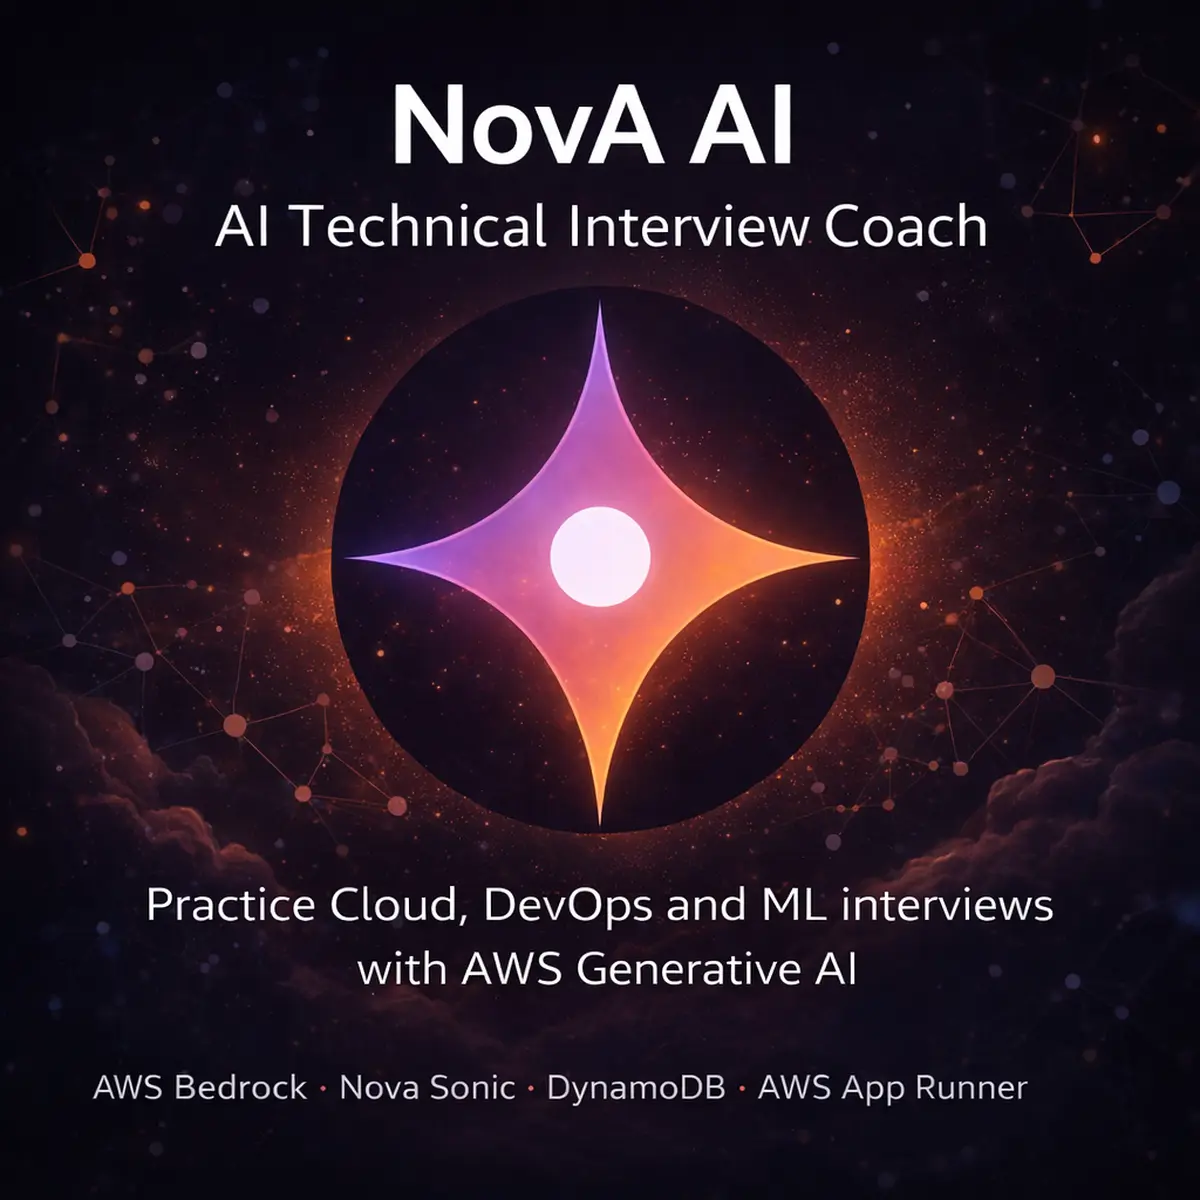 NovA AI
AI Technical Interview Coach
Practice Cloud, DevOps and ML interviews
with AWS Generative AI
AWS Bedrock · Nova Sonic · DynamoDB · AWS App Runner